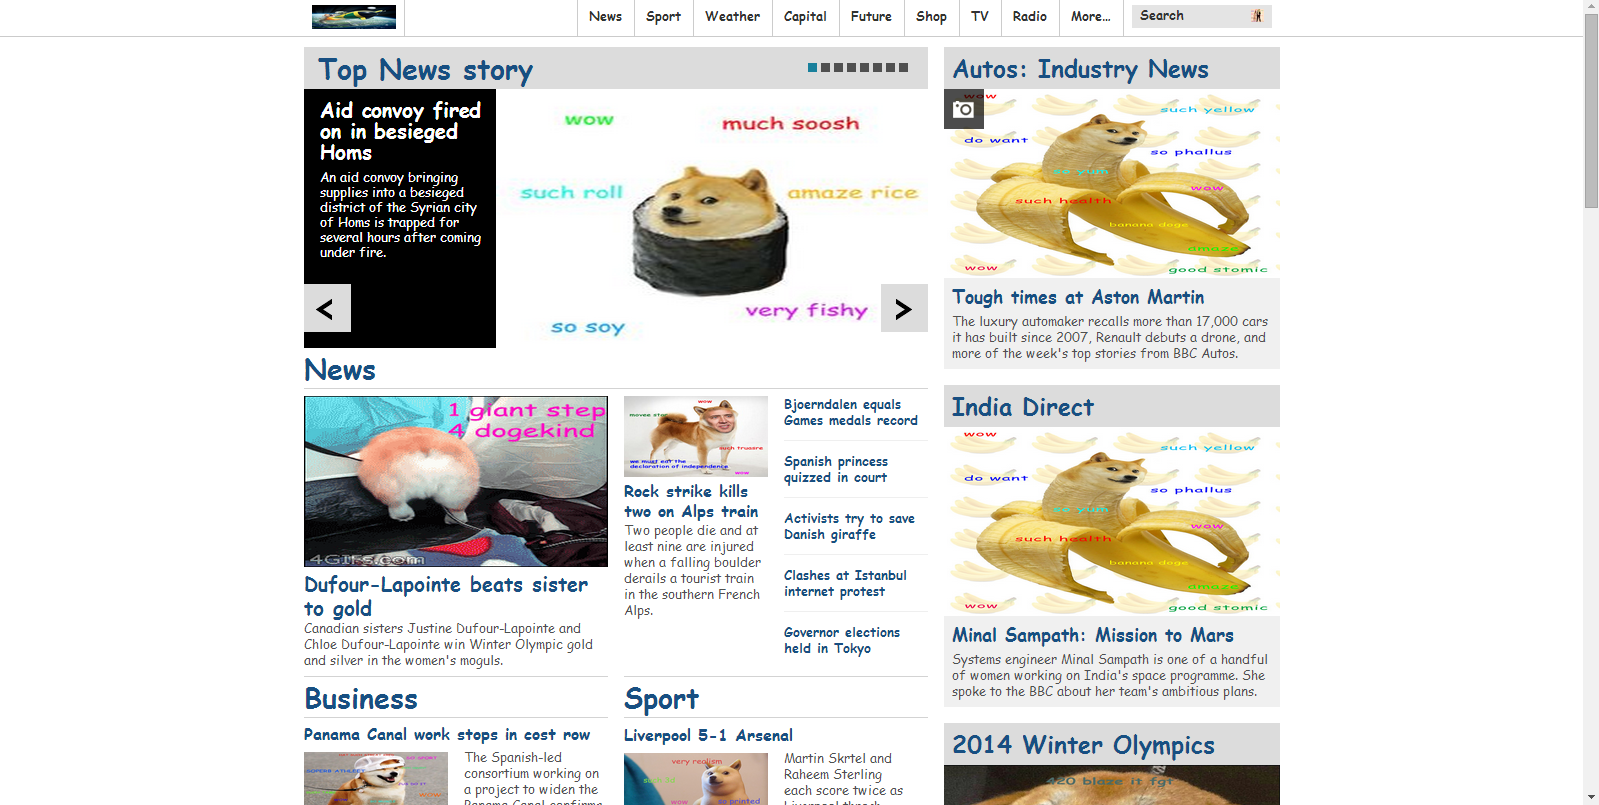 News
Sport
Weather
Capital
Future
Shop
TV
Radio
More...
Search
Top News story
Aid convoy fired
on in besieged
Homs
An aid convoy bringing
supplies into a besieged
district of the Syrian city
of Homs is trapped for
several hours after coming
under fire.
<
>
wow
much soosh
such roll
amaze rice
very fishy
so soy
News
1 giant step
4 dogekind
4GIFs.com
Dufour-Lapointe beats sister
to gold
Canadian sisters Justine Dufour-Lapointe and
Chloe Dufour-Lapointe win Winter Olympic gold
and silver in the women's moguls.
wow
movee star
we must eat the
declaration of independence
wow
Rock strike kills
two on Alps train
Two people die and at
least nine are injured
when a falling boulder
derails a tourist train
in the southern French
Alps.
Bjoerndalen equals
Games medals record
Spanish princess
quizzed in court
Activists try to save
Danish giraffe
Clashes at Istanbul
internet protest
Governor elections
held in Tokyo
Business
Panama Canal work stops in cost row
so sport
The Spanish-led
consortium working on
a project to widen the
Panama Canal confirms
Sport
Liverpool 5-1 Arsenal
very realism
wow
so printed
Martin Skrtel and
Raheem Sterling
each score twice as
Liverpool thrash
Autos: Industry News
wow
such yellow
do want
so phallus
so yum
wow
such health
banana doge
amaze
wow
good stomic
Tough times at Aston Martin
The luxury automaker recalls more than 17,000 cars
it has built since 2007, Renault debuts a drone, and
more of the week's top stories from BBC Autos.
India Direct
wow
such yellow
do want
so phallus
so yum
wow
such health
banana doge
amaze
wow
good stomic
Minal Sampath: Mission to Mars
Systems engineer Minal Sampath is one of a handful
of women working on India's space programme. She
spoke to the BBC about her team's ambitious plans.
2014 Winter Olympics
420 blaze it fgt